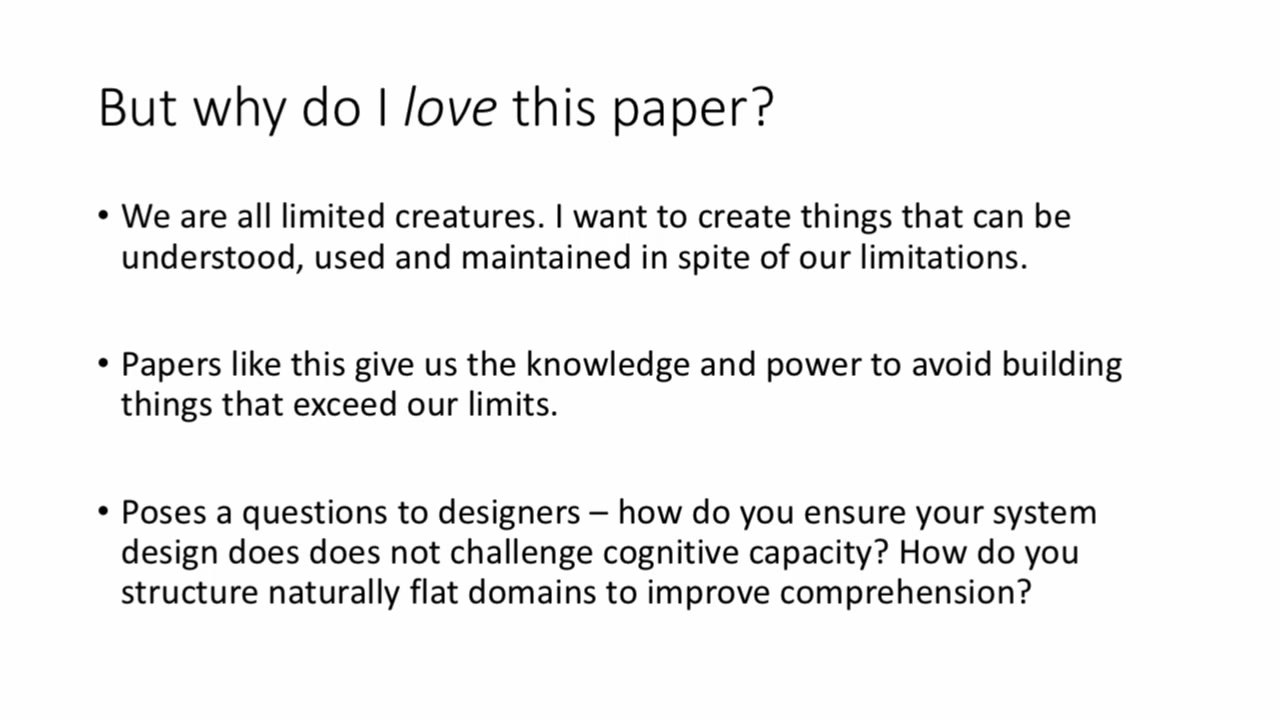 But why do I love this paper?
• We are all limited creatures. I want to create things that can be
understood, used and maintained in spite of our limitations.
• Papers like this give us the knowledge and power to avoid building
things that exceed our limits.
• Poses a questions to designers – how do you ensure your system
design does does not challenge cognitive capacity? How do you
structure naturally flat domains to improve comprehension?